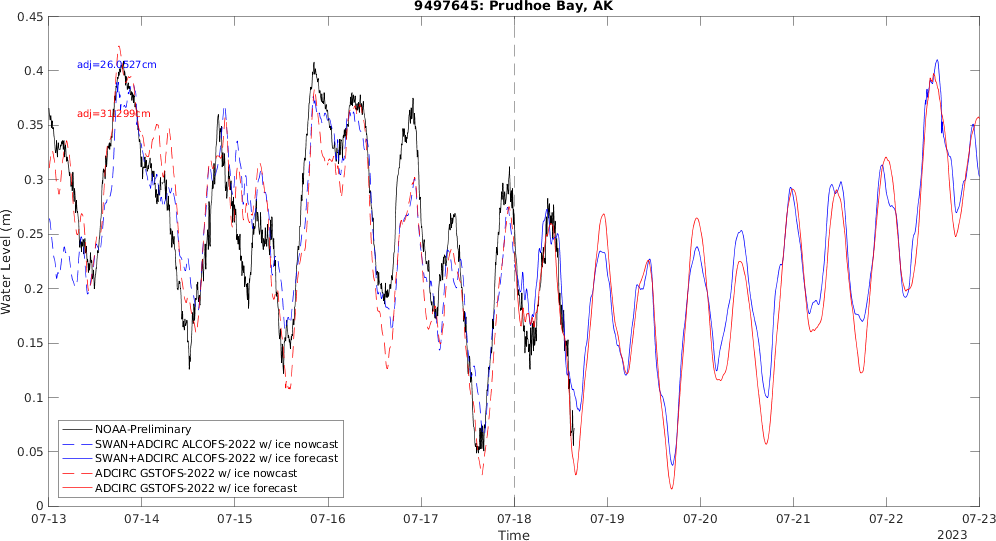 9497645: Prudhoe Bay, AK
0.45
0.4
0.35
0.3
0.25
0.2
0.15
0.1
0.05
0
Water Level (m)
adj=26.0527cm
adj=31.299cm
NOAA-Preliminary
SWAN+ADCIRC ALCOFS-2022 w/ ice nowcast
SWAN+ADCIRC ALCOFS-2022 w/ ice forecast
ADCIRC GSTOFS-2022 w/ ice nowcast
ADCIRC GSTOFS-2022 w/ ice forecast
07-13 07-14 07-15 07-16 07-17 07-18 07-19 07-20 07-21 07-22 07-23
Time
2023